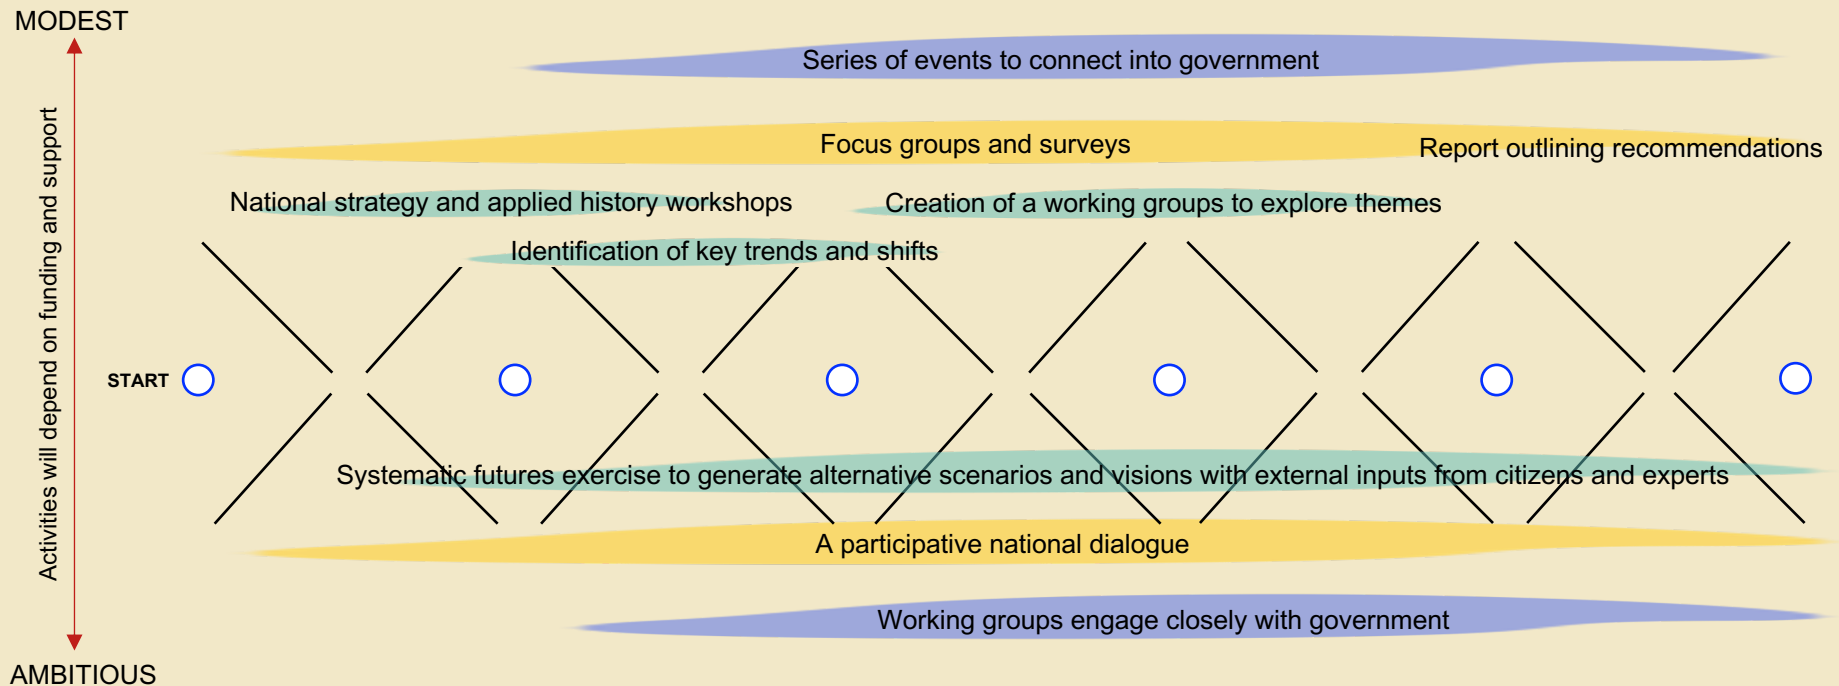 MODEST
Series of events to connect into government
Focus groups and surveys
Report outlining recommendations
National strategy and applied history workshops
Creation of a working groups to explore themes
Identification of key trends and shifts
Activities will depend on funding and support
START
Systematic futures exercise to generate alternative scenarios and visions with external inputs from citizens and experts
A participative national dialogue
Working groups engage closely with government
AMBITIOUS